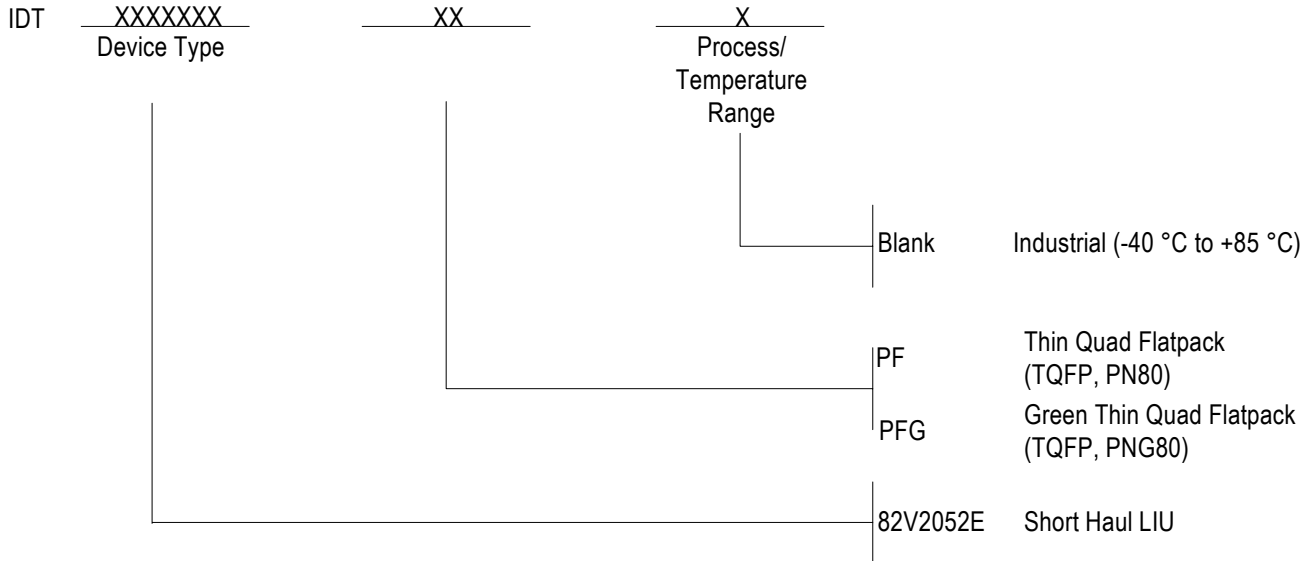 IDT XXXXXXX XX X
Device Type
Process/
Temperature
Range
Blank Industrial (-40 °C to +85 °C)
PF Thin Quad Flatpack
(TQFP, PN80)
PFG Green Thin Quad Flatpack
(TQFP, PNG80)
82V2052E Short Haul LIU